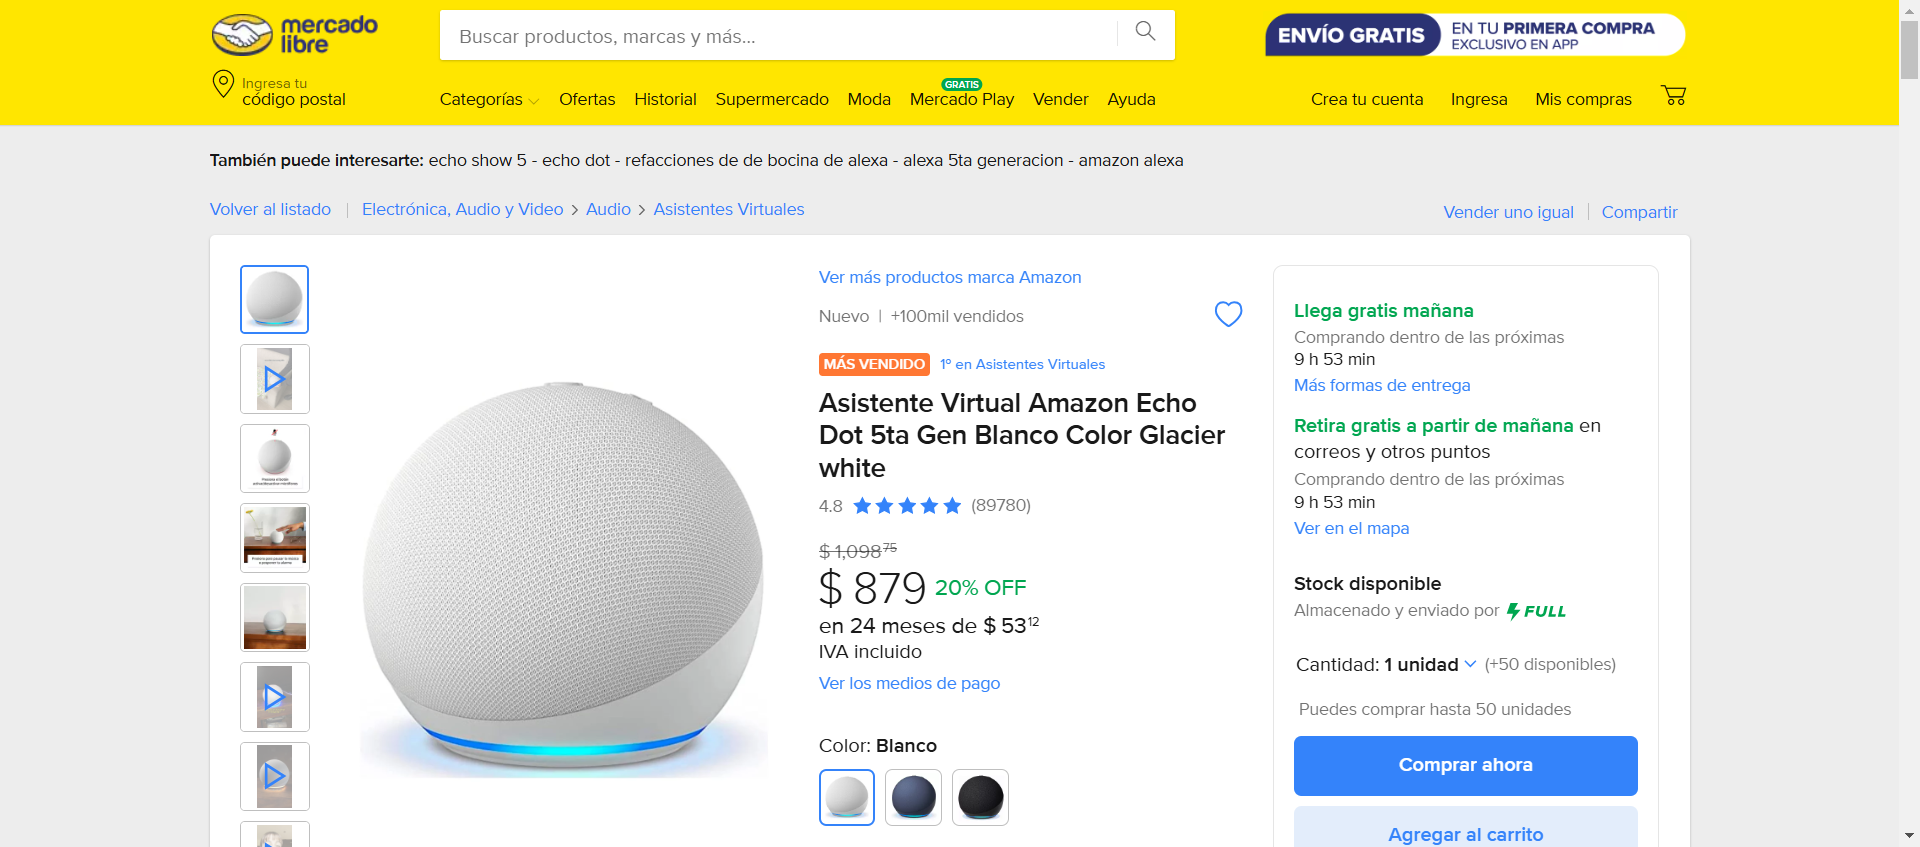 mercado
libre
Buscar productos, marcas y más...
ENVÍO GRATIS
EN TU PRIMERA COMPRA
EXCLUSIVO EN APP
Ingresa tu
código postal
Categorías
Ofertas
Historial
Supermercado
Moda
GRATIS
Mercado Play
Vender
Ayuda
Crea tu cuenta
Ingresa
Mis compras
También puede interesarte: echo show 5 - echo dot - refacciones de de bocina de alexa - alexa 5ta generacion - amazon alexa
Volver al listado
Electrónica, Audio y Video > Audio > Asistentes Virtuales
Vender uno igual
Compartir
Ver más productos marca Amazon
Nuevo | +100mil vendidos
MÁS VENDIDO
1º en Asistentes Virtuales
Asistente Virtual Amazon Echo
Dot 5ta Gen Blanco Color Glacier
white
4.8 (89780)
$ 1,098 75
$ 879 20% OFF
en 24 meses de $ 53 12
IVA incluido
Ver los medios de pago
Color: Blanco
Llega gratis mañana
Comprando dentro de las próximas
9 h 53 min
Más formas de entrega
Retira gratis a partir de mañana en
correos y otros puntos
Comprando dentro de las próximas
9 h 53 min
Ver en el mapa
Stock disponible
Almacenado y enviado por FULL
Cantidad: 1 unidad (+50 disponibles)
Puedes comprar hasta 50 unidades
Comprar ahora
Agregar al carrito